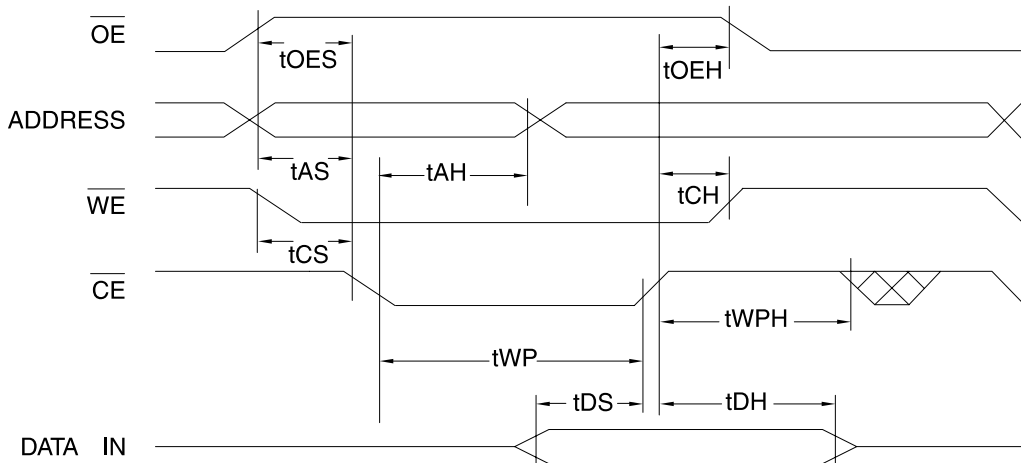 OE
tOES
tOEH
ADDRESS
tAS
tAH
tCH
WE
tCS
CE
tWPH
tWP
tDS
tDH
DATA IN